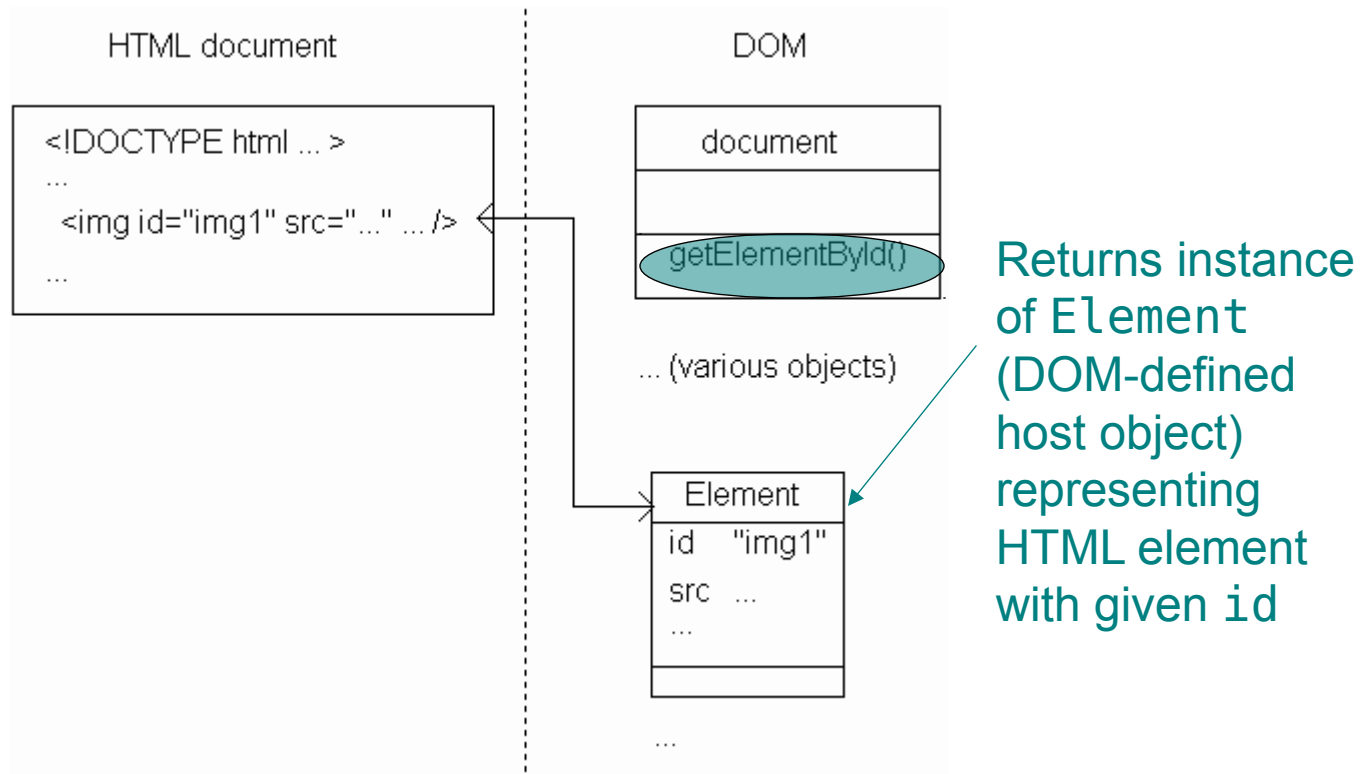 HTML document
<!DOCTYPE html ... >
...
<img id="img1" src="..." ... />
...
DOM
document
getElementById()
... (various objects)
Element
id "img1"
src ...
...
...
Returns instance
of Element
(DOM-defined
host object)
representing
HTML element
with given id